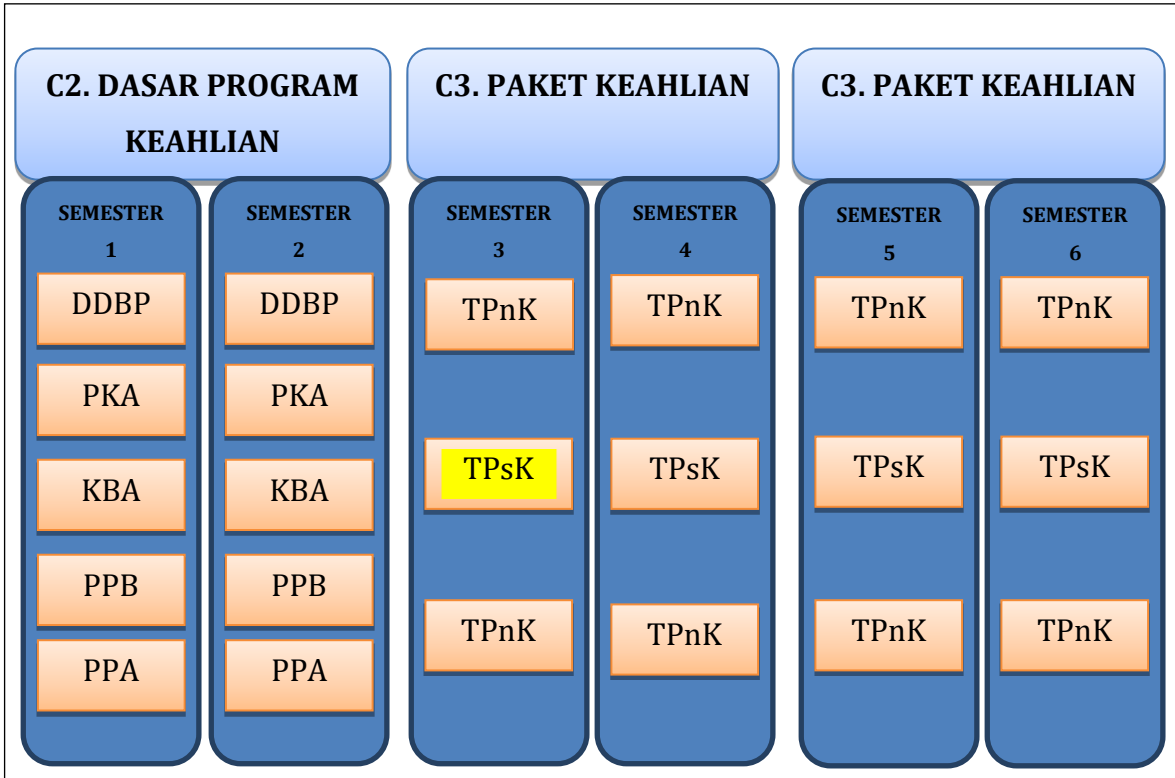 C2. DASAR PROGRAM
KEAHLIAN
SEMESTER
1
DDBP
PKA
KBA
PPB
PPA
SEMESTER
2
DDBP
PKA
KBA
PPB
PPA
C3. PAKET KEAHLIAN
SEMESTER
3
TPnK
TPsK
TPnK
SEMESTER
4
TPnK
TPsK
TPnK
C3. PAKET KEAHLIAN
SEMESTER
5
TPnK
TPsK
TPnK
SEMESTER
6
TPnK
TPsK
TPnK